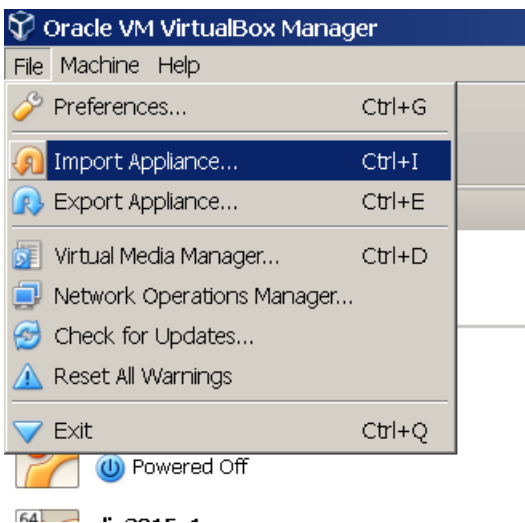 Oracle VM VirtualBox Manager
File Machine Help
Preferences... Ctrl+G
Import Appliance... Ctrl+I
Export Appliance... Ctrl+E
Virtual Media Manager... Ctrl+D
Network Operations Manager...
Check for Updates...
Reset All Warnings
Exit Ctrl+Q
Powered Off
64